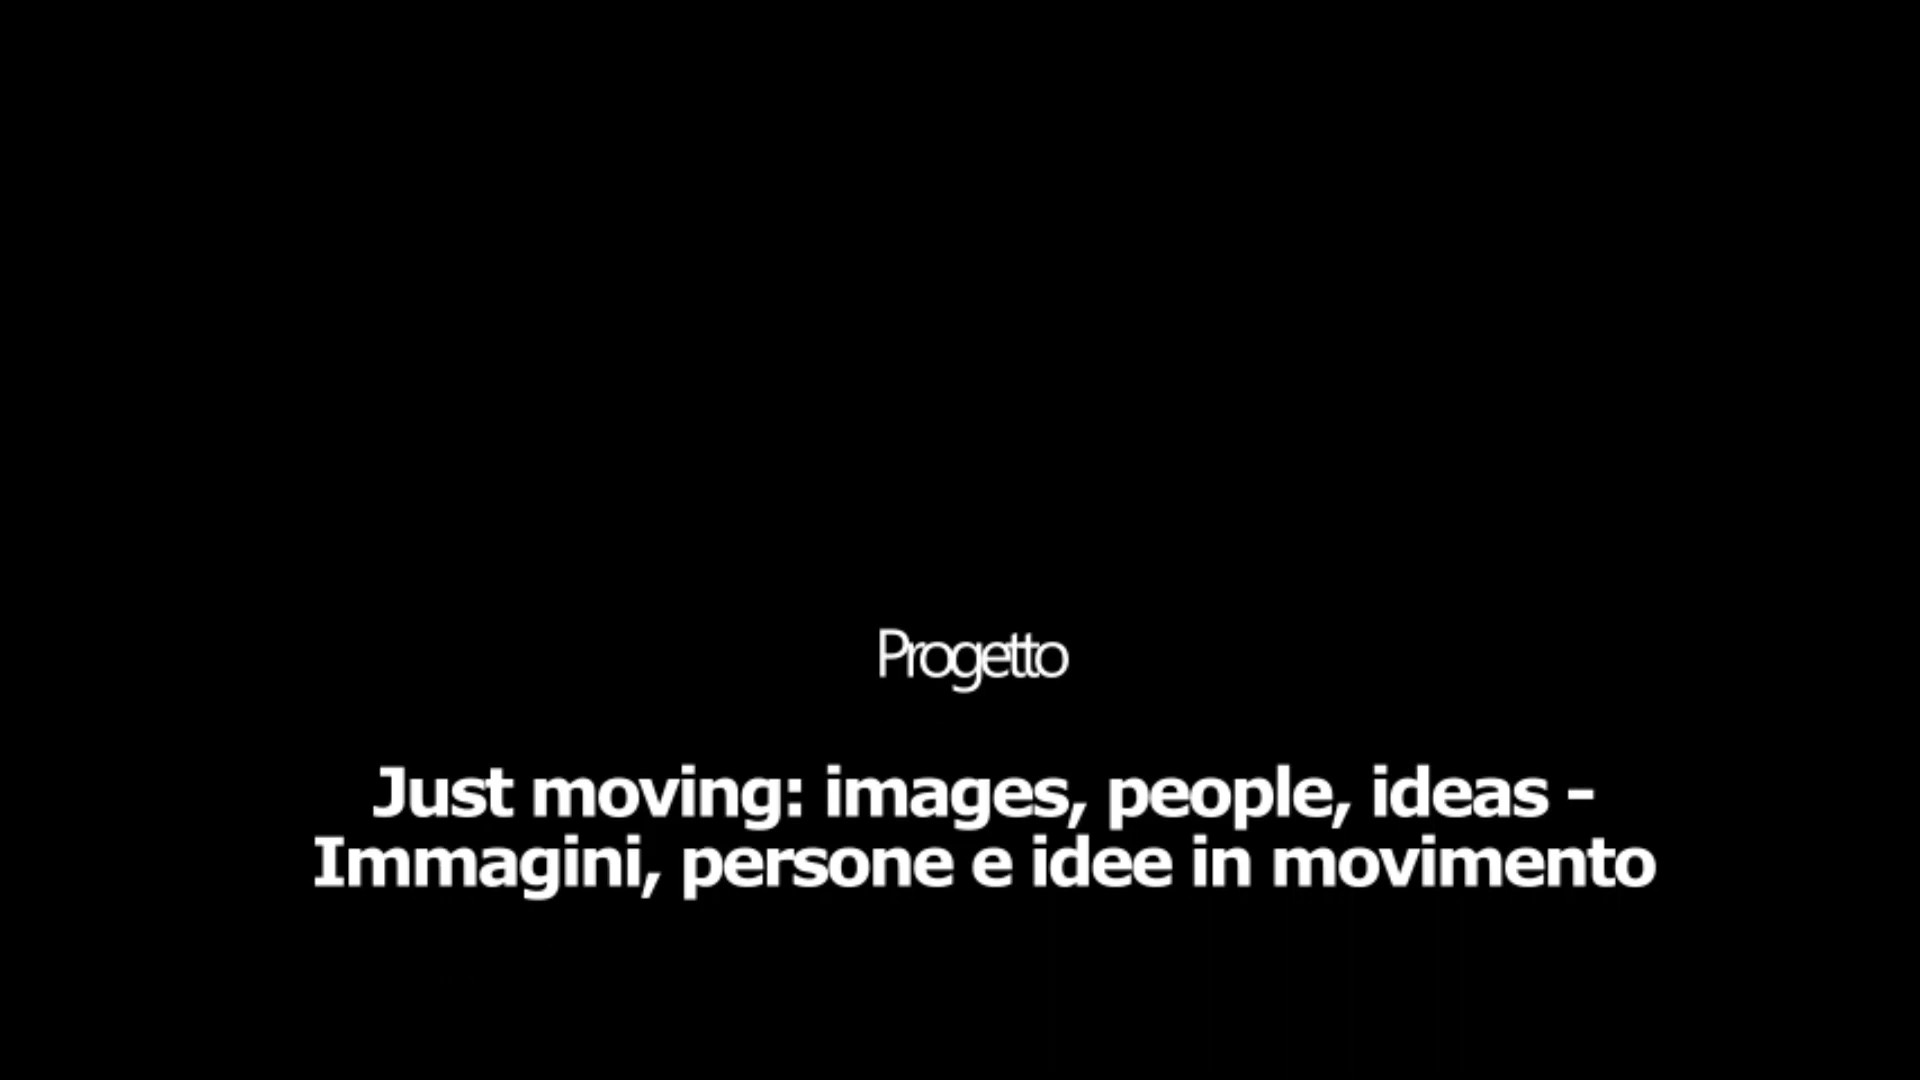 Progetto
Just moving: images, people, ideas -
Immagini, persone e idee in movimento